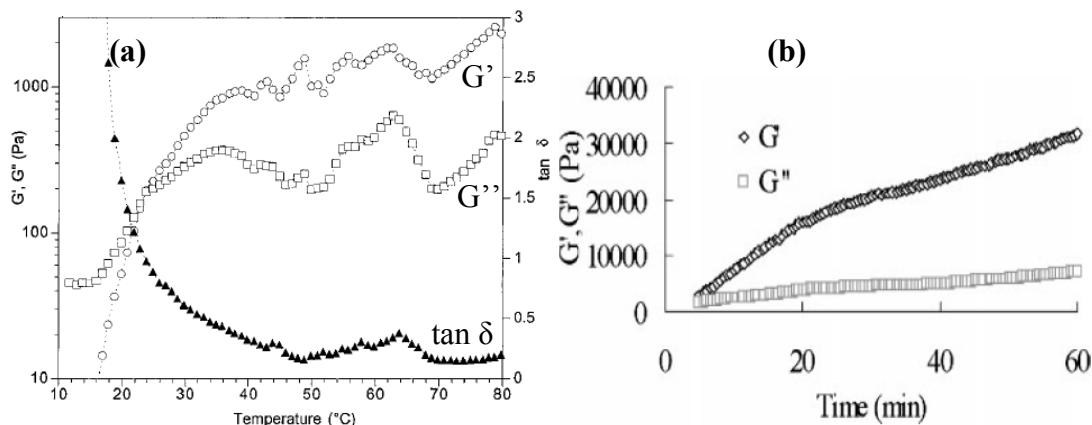 (a)
G', G" (Pa)
1000
100
10
G'
G''
tan δ
tan δ
3
2.5
2
1.5
1
0.5
0
10 20 30 40 50 60 70 80
Temperature (°C)
(b)
G', G" (Pa)
40000
30000
20000
10000
0
G'
G"
0 20 40 60
Time (min)